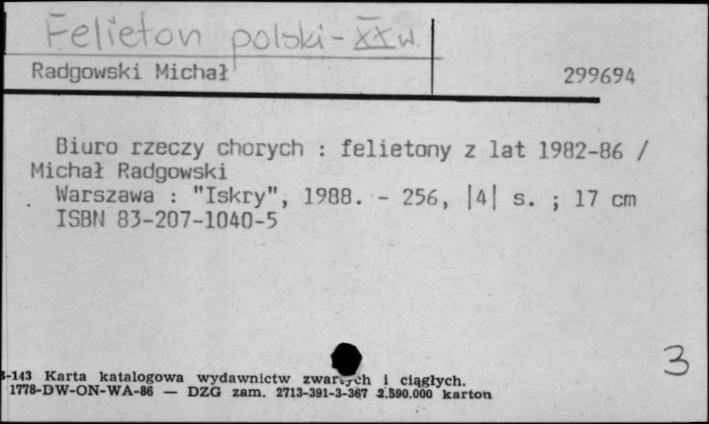 Felieton polski - XX w.
Radgowski Michał 299694
Biuro rzeczy chorych : felietony z lat 1982-86 /
Michał Radgowski
Warszawa : "Iskry", 1988. - 256, |4| s. ; 17 cm
ISBN 83-207-1040-5
3
-143 Karta katalogowa wydawnictw zwartych i ciągłych.
1778-DW-ON-WA-86 — DZG zam. 2713-391-3-367 2.590.000 karton